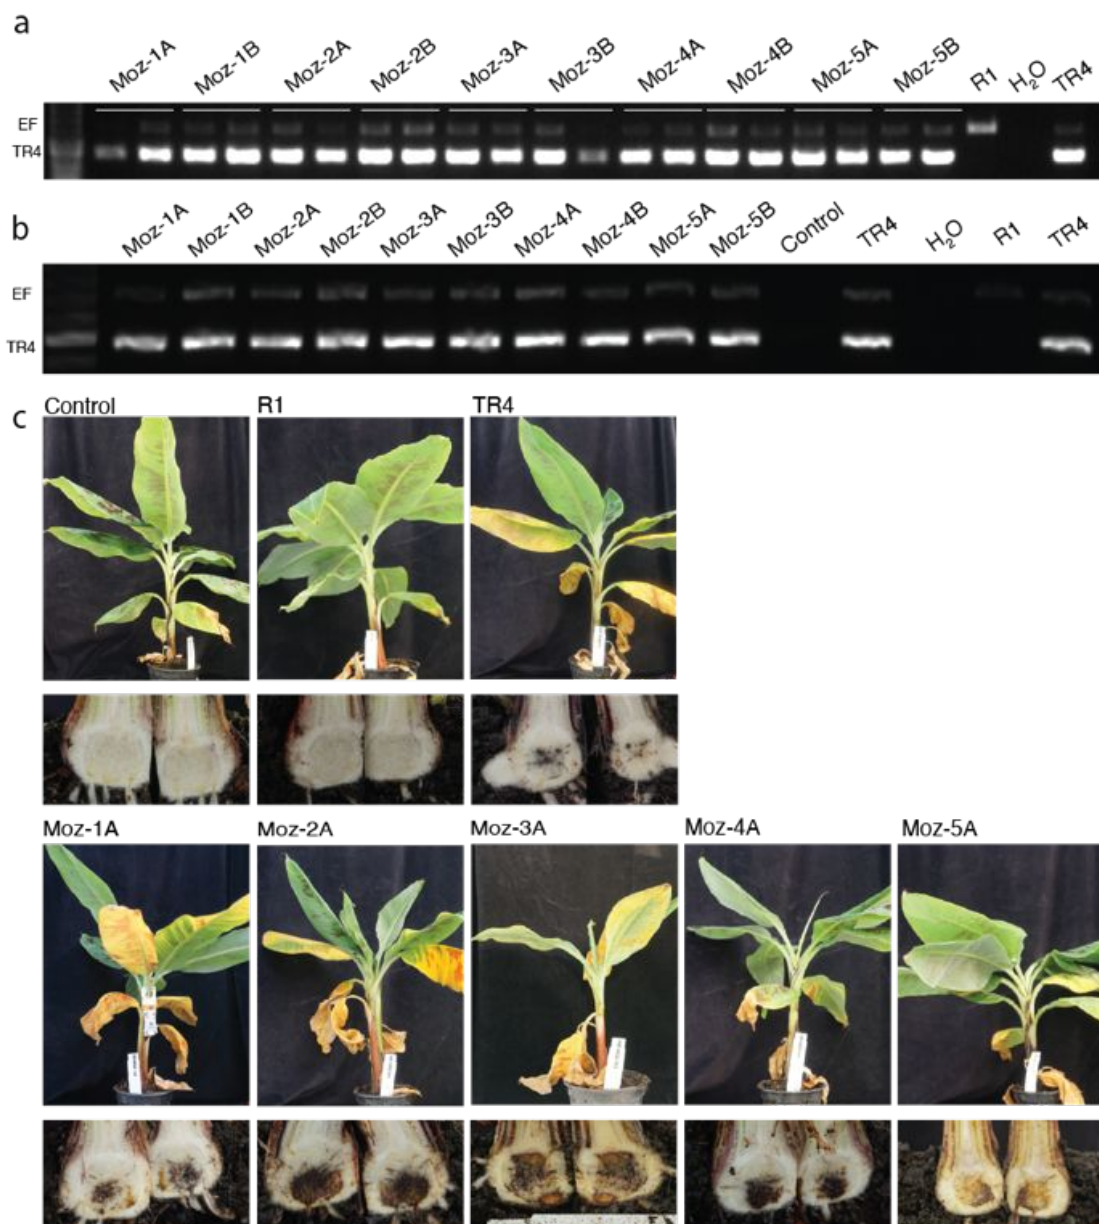 a
Moz-1A Moz-1B Moz-2A Moz-2B Moz-3A Moz-3B Moz-4A Moz-4B Moz-5A Moz-5B R1 H₂O TR4
EF
TR4
b
Moz-1A Moz-1B Moz-2A Moz-2B Moz-3A Moz-3B Moz-4A Moz-4B Moz-5A Moz-5B Control TR4 H₂O R1 TR4
EF
TR4
c
Control R1 TR4
Moz-1A Moz-2A Moz-3A Moz-4A Moz-5A